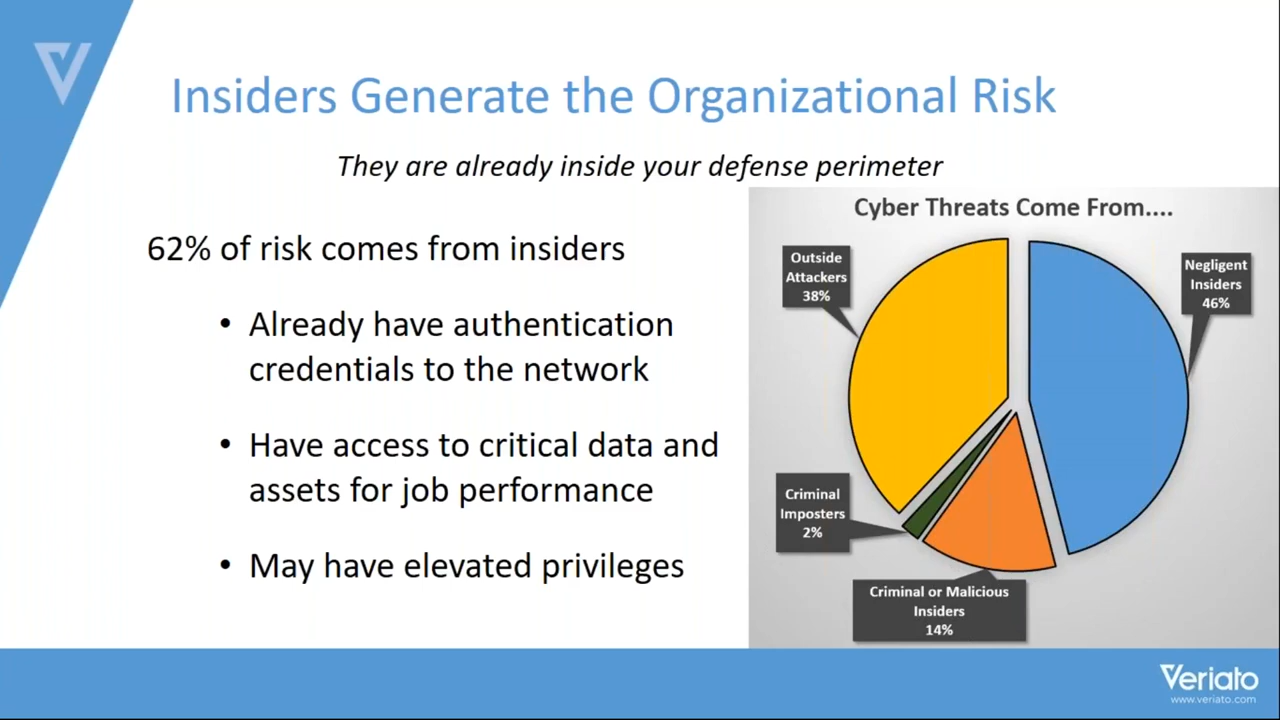 Insiders Generate the Organizational Risk
They are already inside your defense perimeter
62% of risk comes from insiders
• Already have authentication
credentials to the network
• Have access to critical data and
assets for job performance
• May have elevated privileges
Cyber Threats Come From....
Outside
Attackers
38%
Negligent
Insiders
46%
Criminal
Imposters
2%
Criminal or Malicious
Insiders
14%
Veriato
www.veriato.com